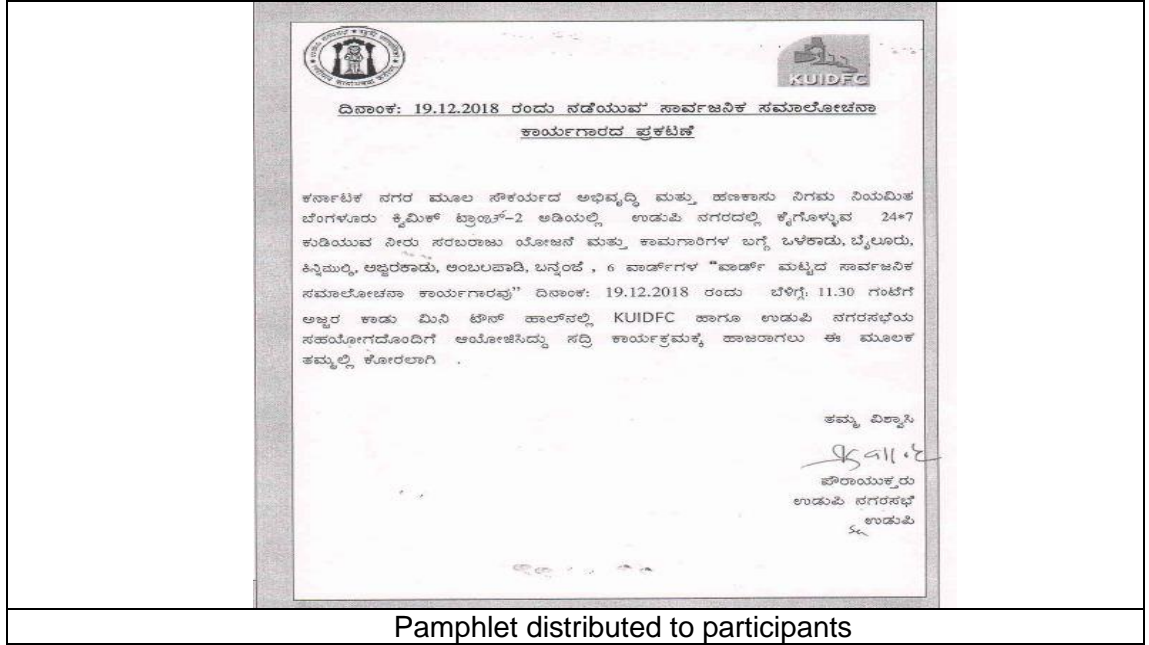 KUIDFC
ದಿನಾಂಕ: 19.12.2018 ರಂದು ನಡೆಯುವ ಸಾರ್ವಜನಿಕ ಸಮಾಲೋಚನಾ
ಕಾರ್ಯಗಾರದ ಪ್ರಕಟಣೆ
ಕರ್ನಾಟಕ ನಗರ ಮೂಲ ಸೌಕರ್ಯದ ಅಭಿವೃದ್ಧಿ ಮತ್ತು ಹಣಕಾಸು ನಿಗಮ ನಿಯಮಿತ
ಬೆಂಗಳೂರು ಕ್ವಿಮಿಕ್ ಟ್ರಾಂಚ್-2 ಅಡಿಯಲ್ಲಿ ಉಡುಪಿ ನಗರದಲ್ಲಿ ಕೈಗೊಳ್ಳುವ 24*7
ಕುಡಿಯುವ ನೀರು ಸರಬರಾಜು ಯೋಜನೆ ಮತ್ತು ಕಾಮಗಾರಿಗಳ ಬಗ್ಗೆ ಒಳಕಾಡು, ಬೈಲೂರು,
ಕಿನ್ನಿಮುಲ್ಕಿ, ಅಜ್ಜರಕಾಡು, ಅಂಬಲಪಾಡಿ, ಬನ್ನಂಜೆ , 6 ವಾರ್ಡ್‌ಗಳ "ವಾರ್ಡ್ ಮಟ್ಟದ ಸಾರ್ವಜನಿಕ
ಸಮಾಲೋಚನಾ ಕಾರ್ಯಗಾರವು" ದಿನಾಂಕ: 19.12.2018 ರಂದು ಬೆಳಿಗ್ಗೆ: 11.30 ಗಂಟೆಗೆ
ಅಜ್ಜರ ಕಾಡು ಮಿನಿ ಟೌನ್ ಹಾಲ್‌ನಲ್ಲಿ KUIDFC ಹಾಗೂ ಉಡುಪಿ ನಗರಸಭೆಯ
ಸಹಯೋಗದೊಂದಿಗೆ ಆಯೋಜಿಸಿದ್ದು ಸದ್ರಿ ಕಾರ್ಯಕ್ರಮಕ್ಕೆ ಹಾಜರಾಗಲು ಈ ಮೂಲಕ
ತಮ್ಮಲ್ಲಿ ಕೋರಲಾಗಿ .
ತಮ್ಮ ವಿಶ್ವಾಸಿ
ಪೌರಾಯುಕ್ತರು
ಉಡುಪಿ ನಗರಸಭೆ
ಉಡುಪಿ
Pamphlet distributed to participants